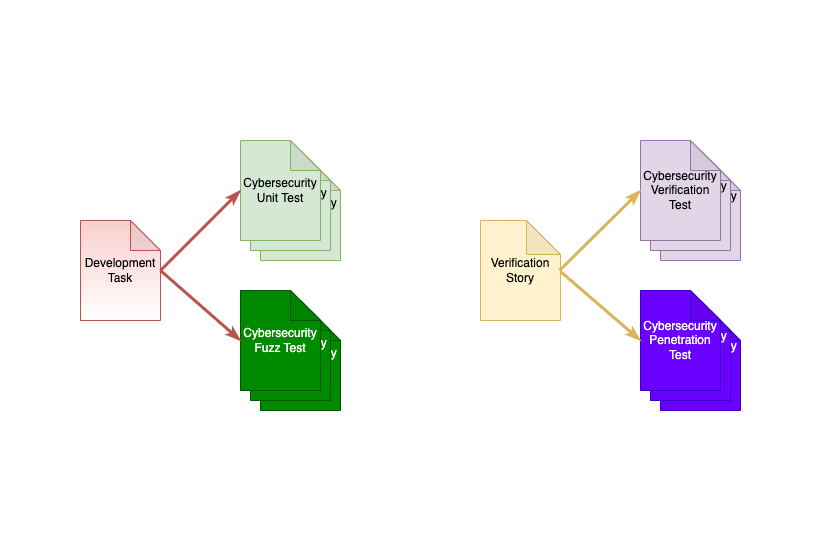 Cybersecurity
Unit Test
y
y
Development
Task
Cybersecurity
Fuzz Test
y
y
Cybersecurity
Verification
Test
y
y
Verification
Story
Cybersecurity
Penetration
Test
y
y